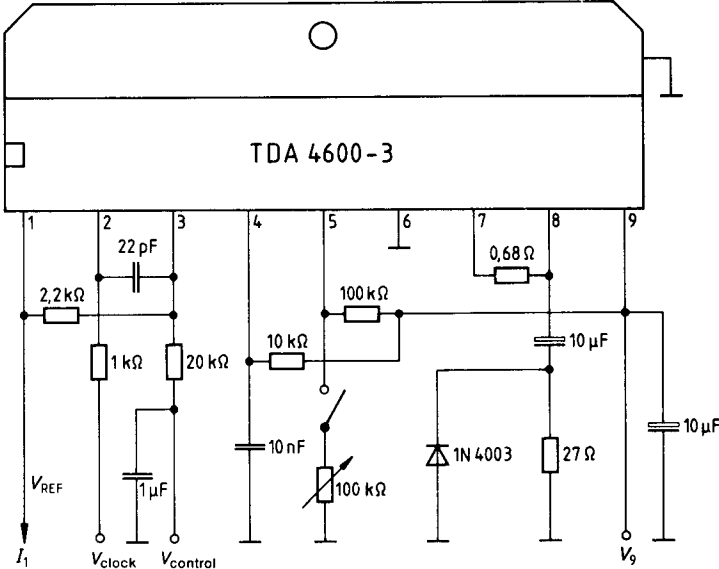 TDA 4600-3
1 2 3 4 5 6 7 8 9
22 pF
0,68 Ω
2,2 kΩ
100 kΩ
10 kΩ
10 µF
1 kΩ
20 kΩ
10 µF
10 nF
1N 4003
27 Ω
V_REF
1 µF
100 kΩ
I₁
V_clock
V_control
V₉